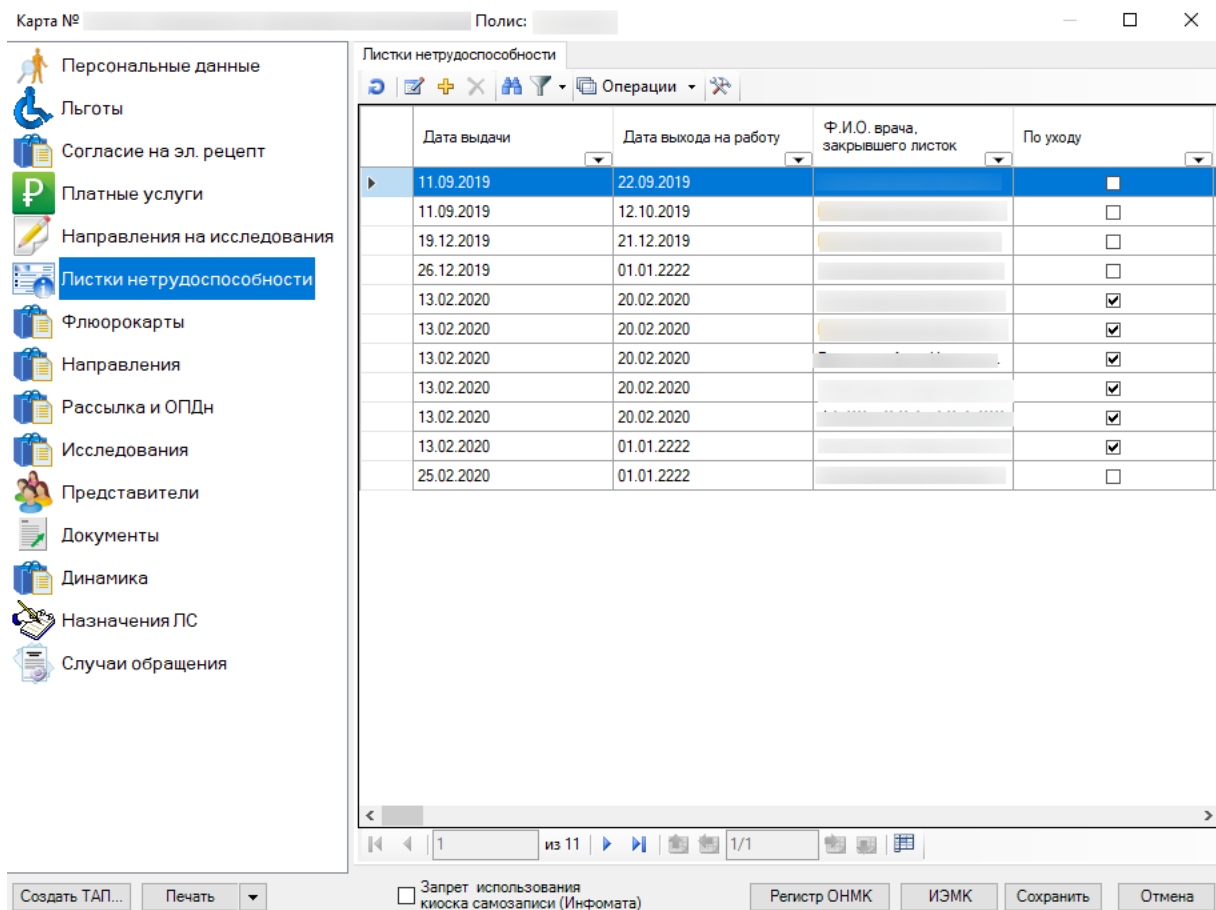 Карта №
Полис:
Персональные данные
Льготы
Согласие на эл. рецепт
Платные услуги
Направления на исследования
Листки нетрудоспособности
Флюорокарты
Направления
Рассылка и ОПДн
Исследования
Представители
Документы
Динамика
Назначения ЛС
Случаи обращения
Листки нетрудоспособности
Операции
Дата выдачи Дата выхода на работу Ф.И.О. врача, закрывшего листок По уходу
11.09.2019 22.09.2019
11.09.2019 12.10.2019
19.12.2019 21.12.2019
26.12.2019 01.01.2222
13.02.2020 20.02.2020
13.02.2020 20.02.2020
13.02.2020 20.02.2020
13.02.2020 20.02.2020
13.02.2020 20.02.2020
13.02.2020 01.01.2222
25.02.2020 01.01.2222
1 из 11 1/1
Создать ТАП... Печать
Запрет использования
киоска самозаписи (Инфомата)
Регистр ОНМК ИЭМК Сохранить Отмена